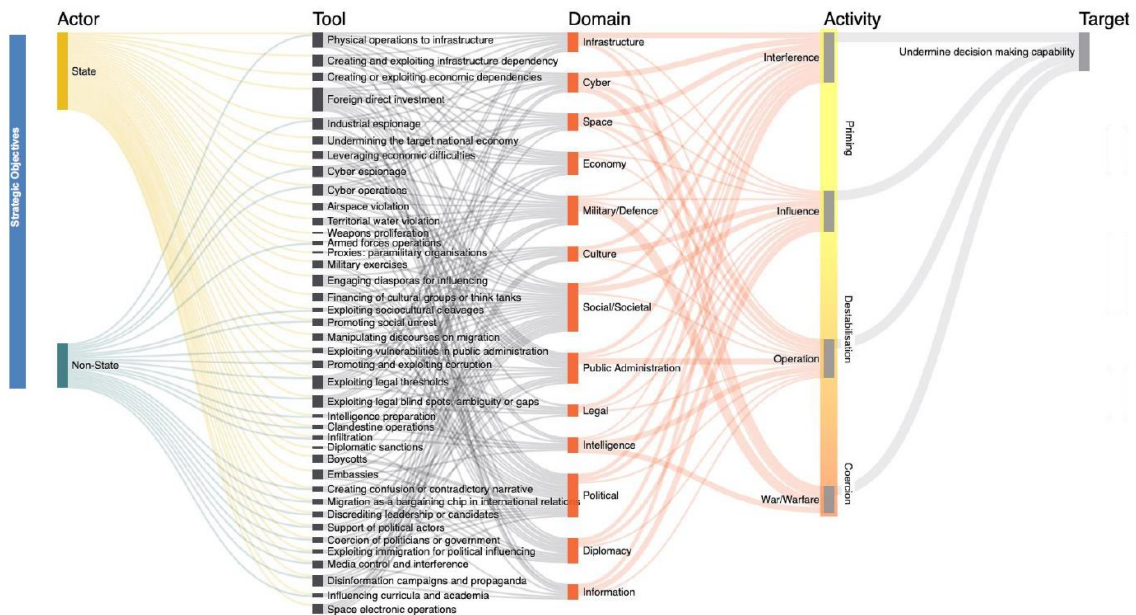 Actor
Tool
Domain
Activity
Target
Strategic Objectives
State
Non-State
Physical operations to infrastructure
Creating and exploiting infrastructure dependency
Creating or exploiting economic dependencies
Foreign direct investment
Industrial espionage
Undermining the target national economy
Leveraging economic difficulties
Cyber espionage
Cyber operations
Airspace violation
Territorial water violation
Weapons proliferation
Armed forces operations
Proxies: paramilitary organisations
Military exercises
Engaging diasporas for influencing
Financing of cultural groups or think tanks
Exploiting sociocultural cleavages
Promoting social unrest
Manipulating discourses on migration
Exploiting vulnerabilities in public administration
Promoting and exploiting corruption
Exploiting legal thresholds
Exploiting legal blind spots, ambiguity or gaps
Intelligence preparation
Clandestine operations
Infiltration
Diplomatic sanctions
Boycotts
Embassies
Creating confusion or contradictory narrative
Migration as a bargaining chip in international relations
Discrediting leadership or candidates
Support of political actors
Coercion of politicians or government
Exploiting immigration for political influencing
Media control and interference
Disinformation campaigns and propaganda
Influencing curricula and academia
Space electronic operations
Infrastructure
Cyber
Space
Economy
Military/Defence
Culture
Social/Societal
Public Administration
Legal
Intelligence
Political
Diplomacy
Information
Interference
Influence
Operation
War/Warfare
Priming
Destabilisation
Coercion
Undermine decision making capability